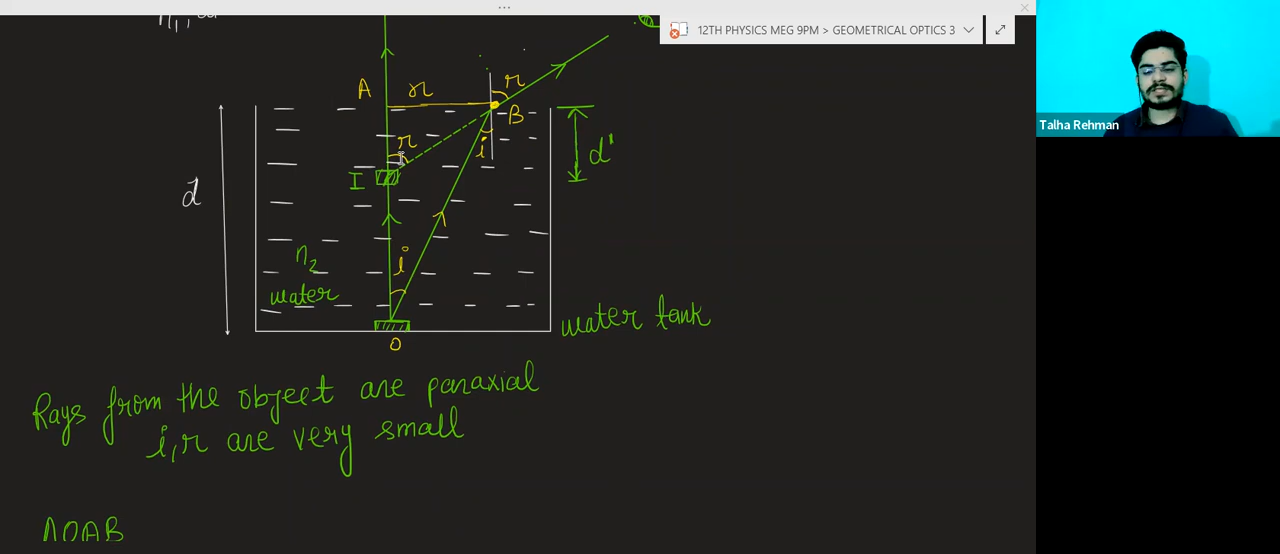 12TH PHYSICS MEG 9PM > GEOMETRICAL OPTICS 3
A
x
r
B
r
i
d'
I
d
i
n₂
water
water tank
O
Talha Rehman
Rays from the object are paraxial
i, r are very small
ΔOAB